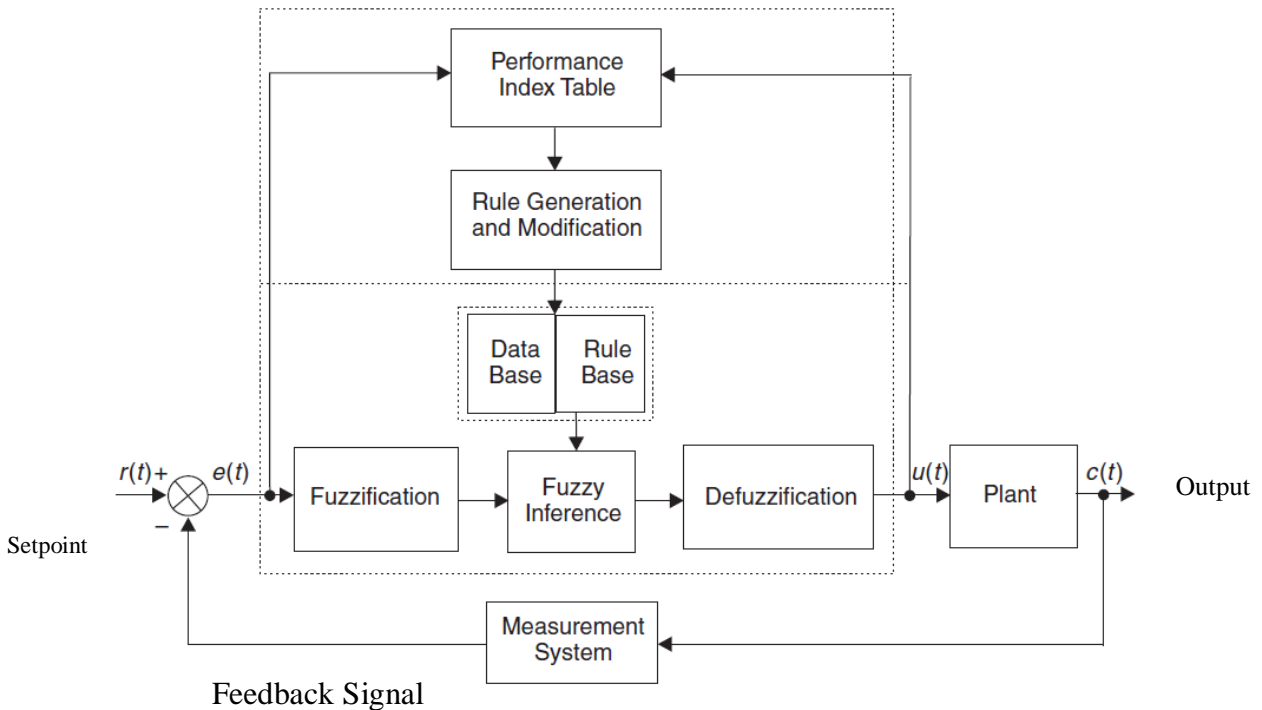 Performance
Index Table
Rule Generation
and Modification
Data
Base
Rule
Base
r(t)+
e(t)
Fuzzification
Fuzzy
Inference
Defuzzification
u(t)
Plant
c(t)
Output
−
Setpoint
Measurement
System
Feedback Signal